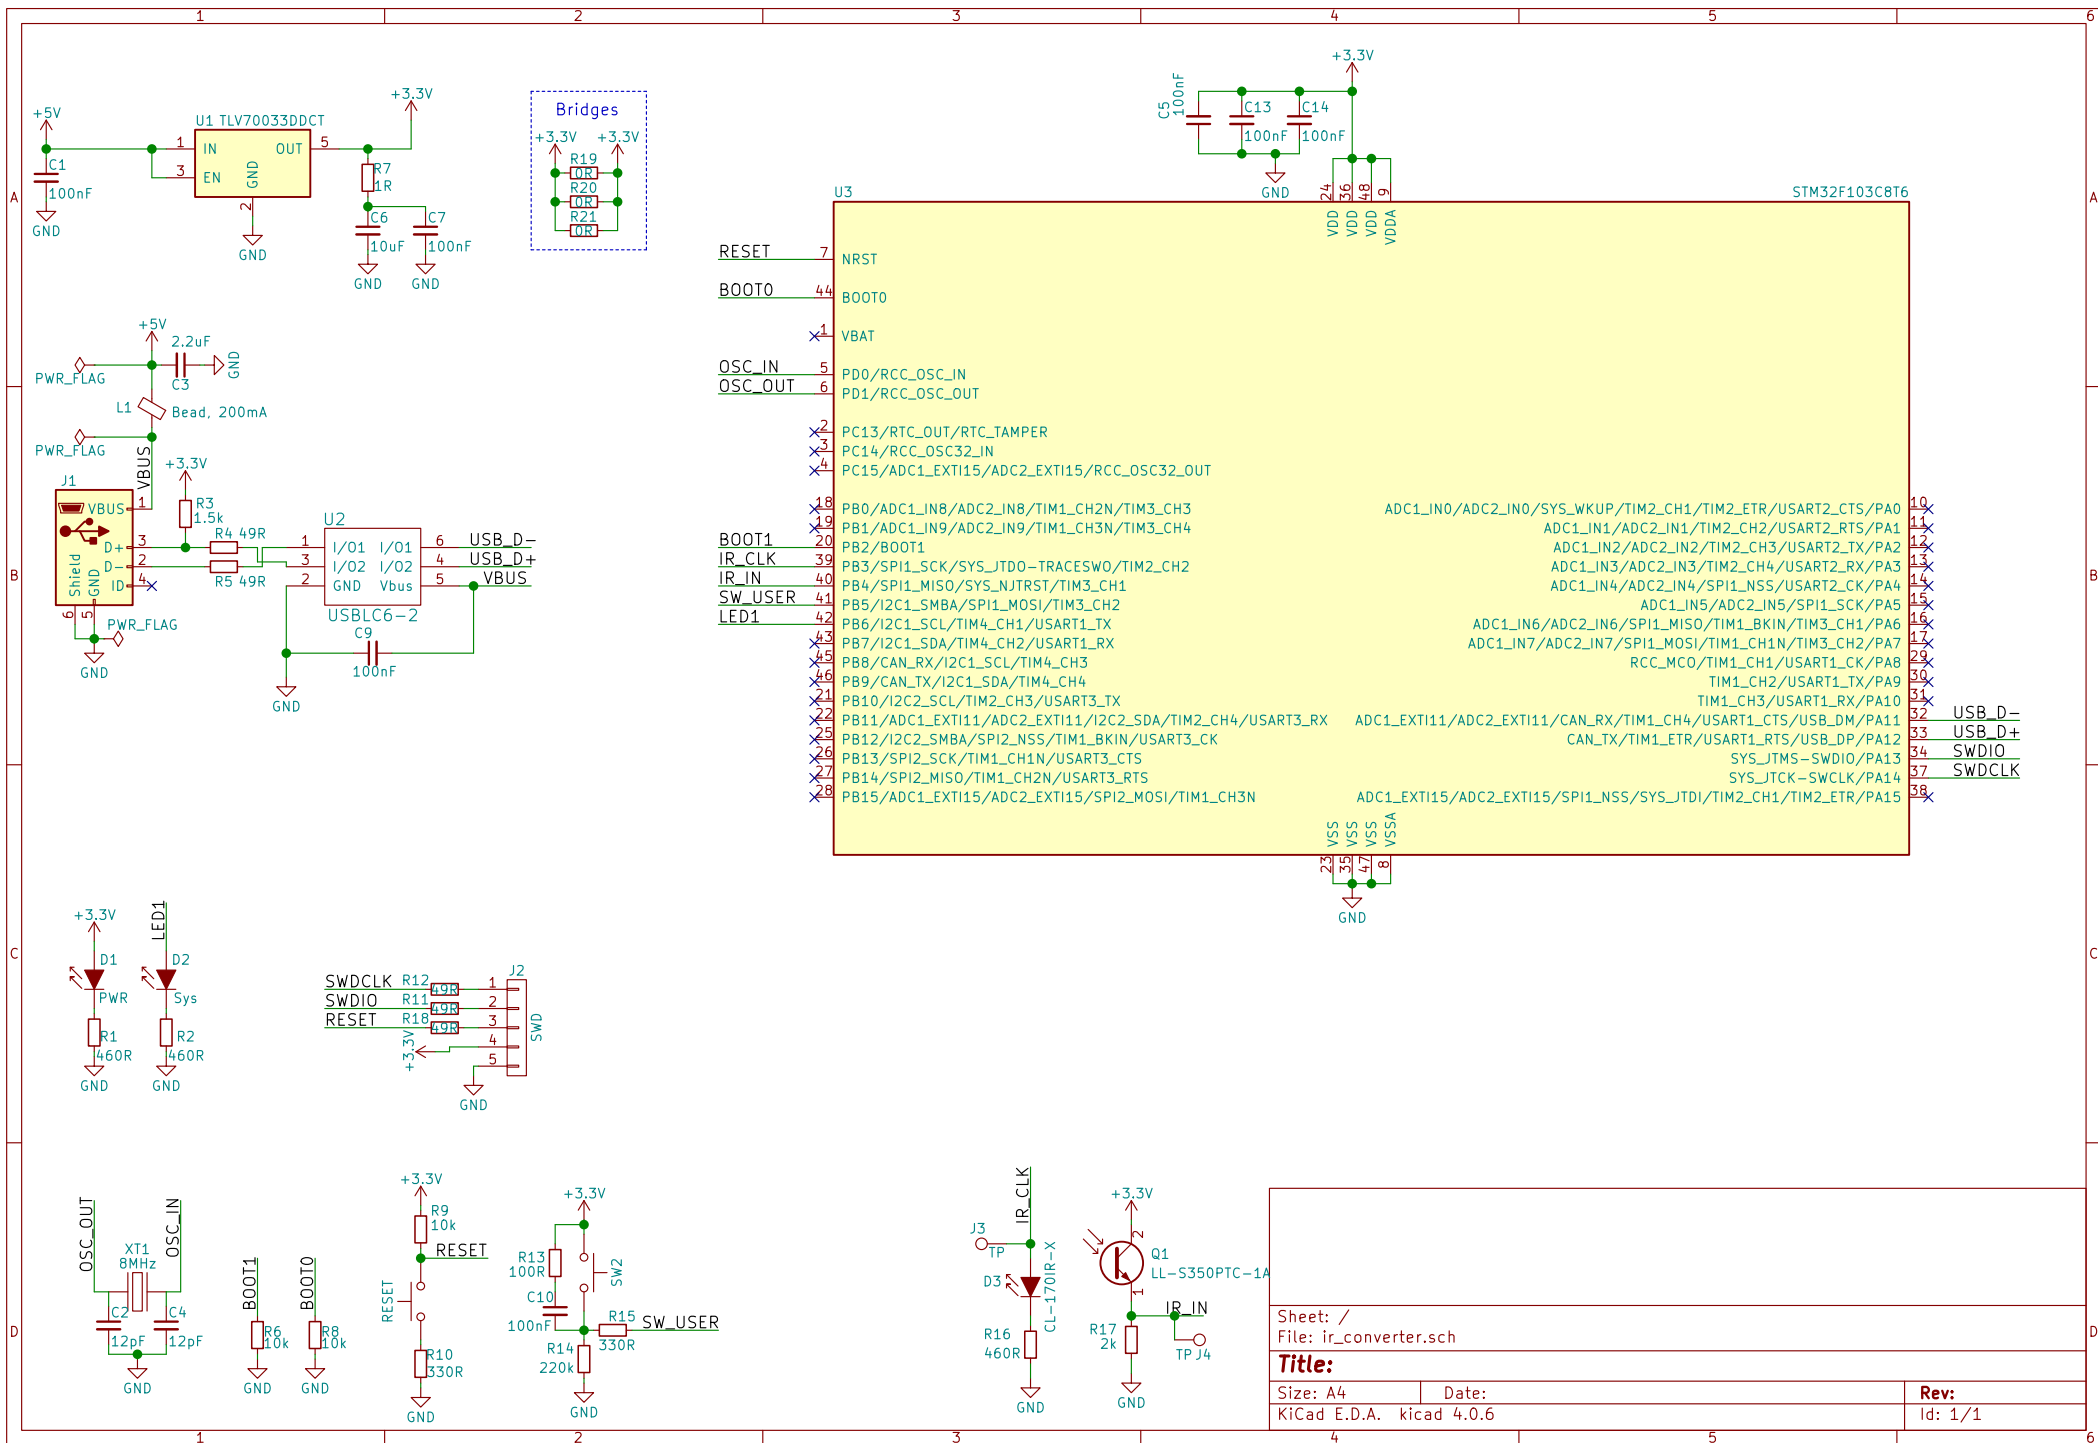 1 2 3 4 5 6
A
B
C
D
+5V
C1
100nF
GND
U1 TLV70033DDCT
1 IN
3 EN
OUT 5
GND
2
GND
+3.3V
R7
1R
C6
10uF
GND
C7
100nF
GND
Bridges
+3.3V +3.3V
R19
0R
R20
0R
R21
0R
+3.3V
C5
100nF
C13
100nF
C14
100nF
GND
+5V
2.2uF
C3
GND
PWR_FLAG
L1 Bead, 200mA
PWR_FLAG
VBUS
J1
VBUS 1
D+ 3
D- 2
ID 4
Shield
GND
6 5
PWR_FLAG
GND
+3.3V
R3
1.5k
R4 49R
R5 49R
U2
1 I/O1 I/O1 6 USB_D-
3 I/O2 I/O2 4 USB_D+
2 GND Vbus 5 VBUS
USBLC6-2
C9
100nF
GND
U3
STM32F103C8T6
24 36 48 9
VDD VDD VDD VDDA
RESET 7 NRST
BOOT0 44 BOOT0
1 VBAT
OSC_IN 5 PD0/RCC_OSC_IN
OSC_OUT 6 PD1/RCC_OSC_OUT
2 PC13/RTC_OUT/RTC_TAMPER
3 PC14/RCC_OSC32_IN
4 PC15/ADC1_EXTI15/ADC2_EXTI15/RCC_OSC32_OUT
18 PB0/ADC1_IN8/ADC2_IN8/TIM1_CH2N/TIM3_CH3
19 PB1/ADC1_IN9/ADC2_IN9/TIM1_CH3N/TIM3_CH4
BOOT1 20 PB2/BOOT1
IR_CLK 39 PB3/SPI1_SCK/SYS_JTDO-TRACESWO/TIM2_CH2
IR_IN 40 PB4/SPI1_MISO/SYS_NJTRST/TIM3_CH1
SW_USER 41 PB5/I2C1_SMBA/SPI1_MOSI/TIM3_CH2
LED1 42 PB6/I2C1_SCL/TIM4_CH1/USART1_TX
43 PB7/I2C1_SDA/TIM4_CH2/USART1_RX
45 PB8/CAN_RX/I2C1_SCL/TIM4_CH3
46 PB9/CAN_TX/I2C1_SDA/TIM4_CH4
21 PB10/I2C2_SCL/TIM2_CH3/USART3_TX
22 PB11/ADC1_EXTI11/ADC2_EXTI11/I2C2_SDA/TIM2_CH4/USART3_RX
25 PB12/I2C2_SMBA/SPI2_NSS/TIM1_BKIN/USART3_CK
26 PB13/SPI2_SCK/TIM1_CH1N/USART3_CTS
27 PB14/SPI2_MISO/TIM1_CH2N/USART3_RTS
28 PB15/ADC1_EXTI15/ADC2_EXTI15/SPI2_MOSI/TIM1_CH3N
ADC1_IN0/ADC2_IN0/SYS_WKUP/TIM2_CH1/TIM2_ETR/USART2_CTS/PA0 10
ADC1_IN1/ADC2_IN1/TIM2_CH2/USART2_RTS/PA1 11
ADC1_IN2/ADC2_IN2/TIM2_CH3/USART2_TX/PA2 12
ADC1_IN3/ADC2_IN3/TIM2_CH4/USART2_RX/PA3 13
ADC1_IN4/ADC2_IN4/SPI1_NSS/USART2_CK/PA4 14
ADC1_IN5/ADC2_IN5/SPI1_SCK/PA5 15
ADC1_IN6/ADC2_IN6/SPI1_MISO/TIM1_BKIN/TIM3_CH1/PA6 16
ADC1_IN7/ADC2_IN7/SPI1_MOSI/TIM1_CH1N/TIM3_CH2/PA7 17
RCC_MCO/TIM1_CH1/USART1_CK/PA8 29
TIM1_CH2/USART1_TX/PA9 30
TIM1_CH3/USART1_RX/PA10 31
ADC1_EXTI11/ADC2_EXTI11/CAN_RX/TIM1_CH4/USART1_CTS/USB_DM/PA11 32 USB_D-
CAN_TX/TIM1_ETR/USART1_RTS/USB_DP/PA12 33 USB_D+
SYS_JTMS-SWDIO/PA13 34 SWDIO
SYS_JTCK-SWCLK/PA14 37 SWDCLK
ADC1_EXTI15/ADC2_EXTI15/SPI1_NSS/SYS_JTDI/TIM2_CH1/TIM2_ETR/PA15 38
VSS VSS VSS VSSA
23 35 47 8
GND
+3.3V
D1
PWR
R1
460R
GND
LED1
D2
Sys
R2
460R
GND
J2
SWDCLK R12 49R 1
SWDIO R11 49R 2
RESET R18 49R 3
+3.3V 4
5
SWD
GND
OSC_OUT
OSC_IN
XT1
8MHz
C2
12pF
C4
12pF
GND
BOOT1
R6
10k
GND
BOOT0
R8
10k
GND
+3.3V
R9
10k
RESET
RESET
R10
330R
GND
+3.3V
R13
100R
SW2
C10
100nF
R15
330R
SW_USER
R14
220k
GND
IR_CLK
J3
TP
D3
CL-170IR-X
R16
460R
GND
+3.3V
2
Q1
LL-S350PTC-1A
1
IR_IN
R17
2k
TP J4
GND
Sheet: /
File: ir_converter.sch
Title:
Size: A4 Date: Rev:
KiCad E.D.A. kicad 4.0.6 Id: 1/1
A
B
C
D
1 2 3 4 5 6